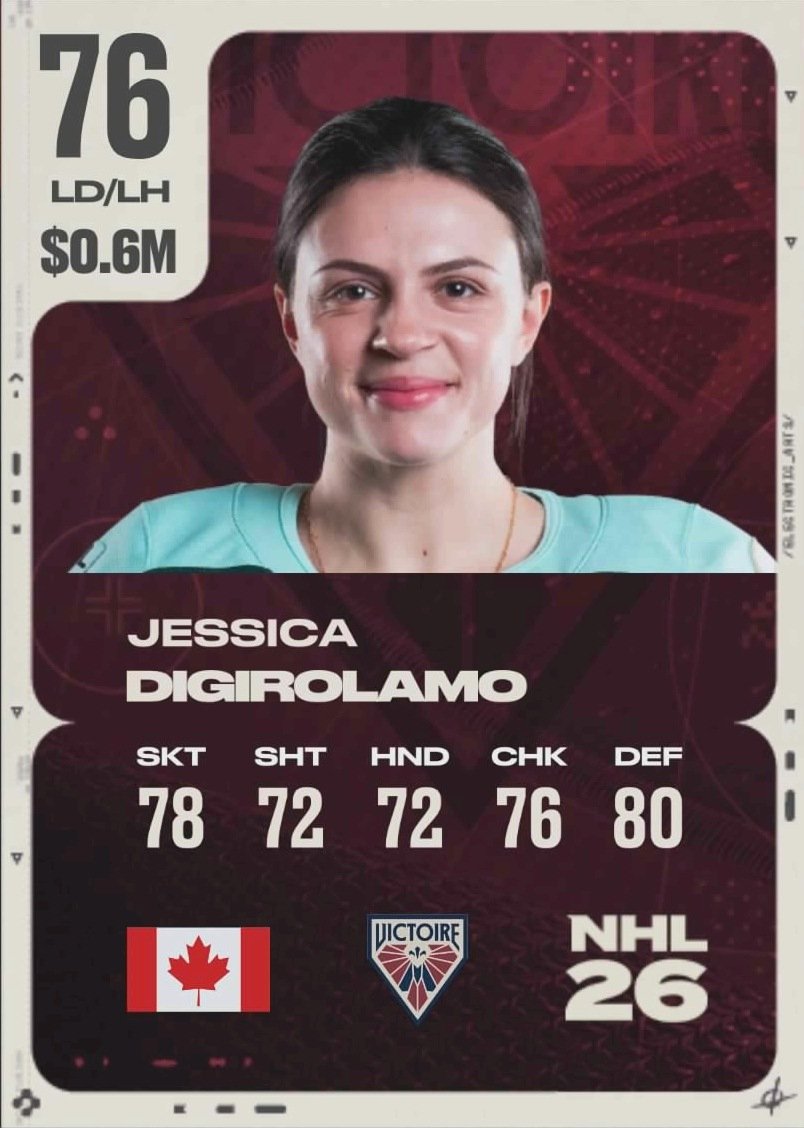 76
LD/LH
$0.6M
VICTOIRE
JESSICA
DIGIROLAMO
SKT SHT HND CHK DEF
78 72 72 76 80
VICTOIRE
NHL
26